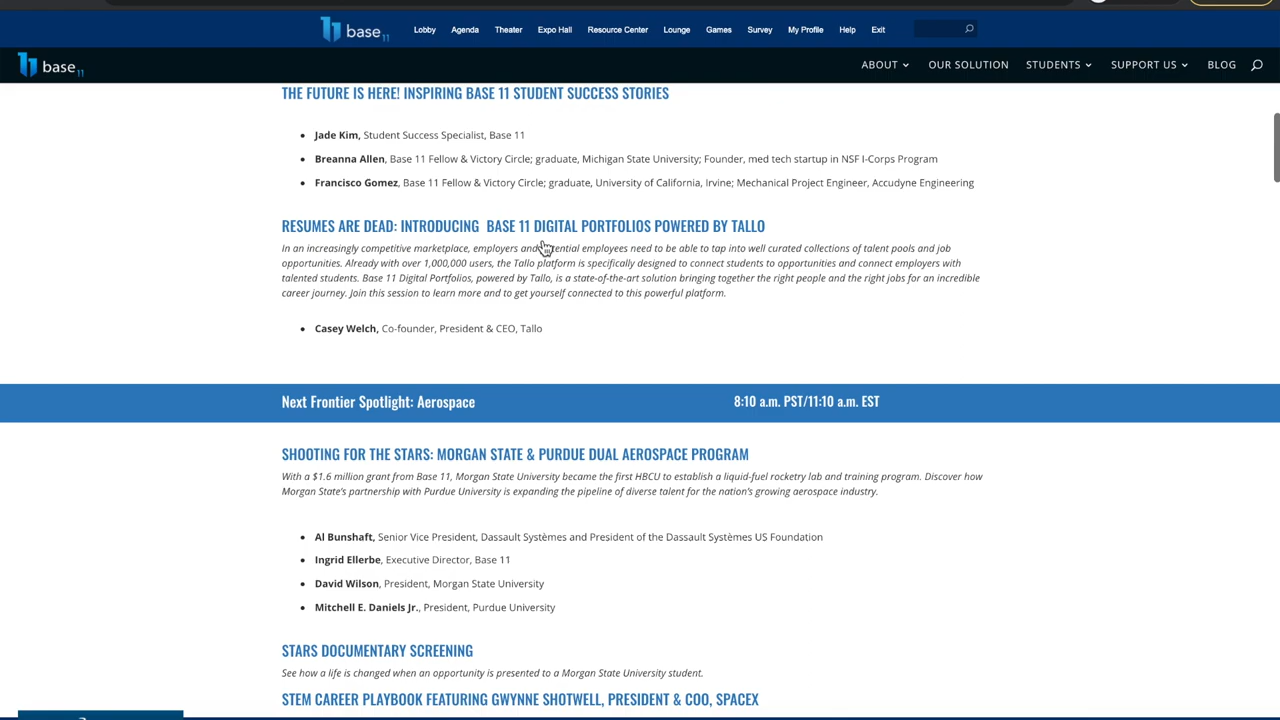 base 11 Lobby Agenda Theater Expo Hall Resource Center Lounge Games Survey My Profile Help Exit
base 11 ABOUT OUR SOLUTION STUDENTS SUPPORT US BLOG
THE FUTURE IS HERE! INSPIRING BASE 11 STUDENT SUCCESS STORIES
• Jade Kim, Student Success Specialist, Base 11
• Breanna Allen, Base 11 Fellow & Victory Circle; graduate, Michigan State University; Founder, med tech startup in NSF I-Corps Program
• Francisco Gomez, Base 11 Fellow & Victory Circle; graduate, University of California, Irvine; Mechanical Project Engineer, Accudyne Engineering
RESUMES ARE DEAD: INTRODUCING BASE 11 DIGITAL PORTFOLIOS POWERED BY TALLO
In an increasingly competitive marketplace, employers and potential employees need to be able to tap into well curated collections of talent pools and job
opportunities. Already with over 1,000,000 users, the Tallo platform is specifically designed to connect students to opportunities and connect employers with
talented students. Base 11 Digital Portfolios, powered by Tallo, is a state-of-the-art solution bringing together the right people and the right jobs for an incredible
career journey. Join this session to learn more and to get yourself connected to this powerful platform.
• Casey Welch, Co-founder, President & CEO, Tallo
Next Frontier Spotlight: Aerospace 8:10 a.m. PST/11:10 a.m. EST
SHOOTING FOR THE STARS: MORGAN STATE & PURDUE DUAL AEROSPACE PROGRAM
With a $1.6 million grant from Base 11, Morgan State University became the first HBCU to establish a liquid-fuel rocketry lab and training program. Discover how
Morgan State's partnership with Purdue University is expanding the pipeline of diverse talent for the nation's growing aerospace industry.
• Al Bunshaft, Senior Vice President, Dassault Systèmes and President of the Dassault Systèmes US Foundation
• Ingrid Ellerbe, Executive Director, Base 11
• David Wilson, President, Morgan State University
• Mitchell E. Daniels Jr., President, Purdue University
STARS DOCUMENTARY SCREENING
See how a life is changed when an opportunity is presented to a Morgan State University student.
STEM CAREER PLAYBOOK FEATURING GWYNNE SHOTWELL, PRESIDENT & COO, SPACEX